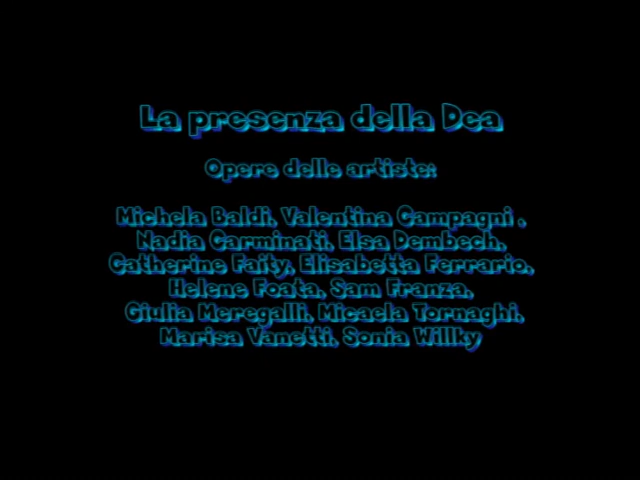 La presenza della Dea
Opere delle artiste:
Michela Baldi, Valentina Campagni ,
Nadia Carminati, Elsa Dembech,
Catherine Faity, Elisabetta Ferrario,
Helene Foata, Sam Franza,
Giulia Meregalli, Micaela Tornaghi,
Marisa Vanetti, Sonia Willky